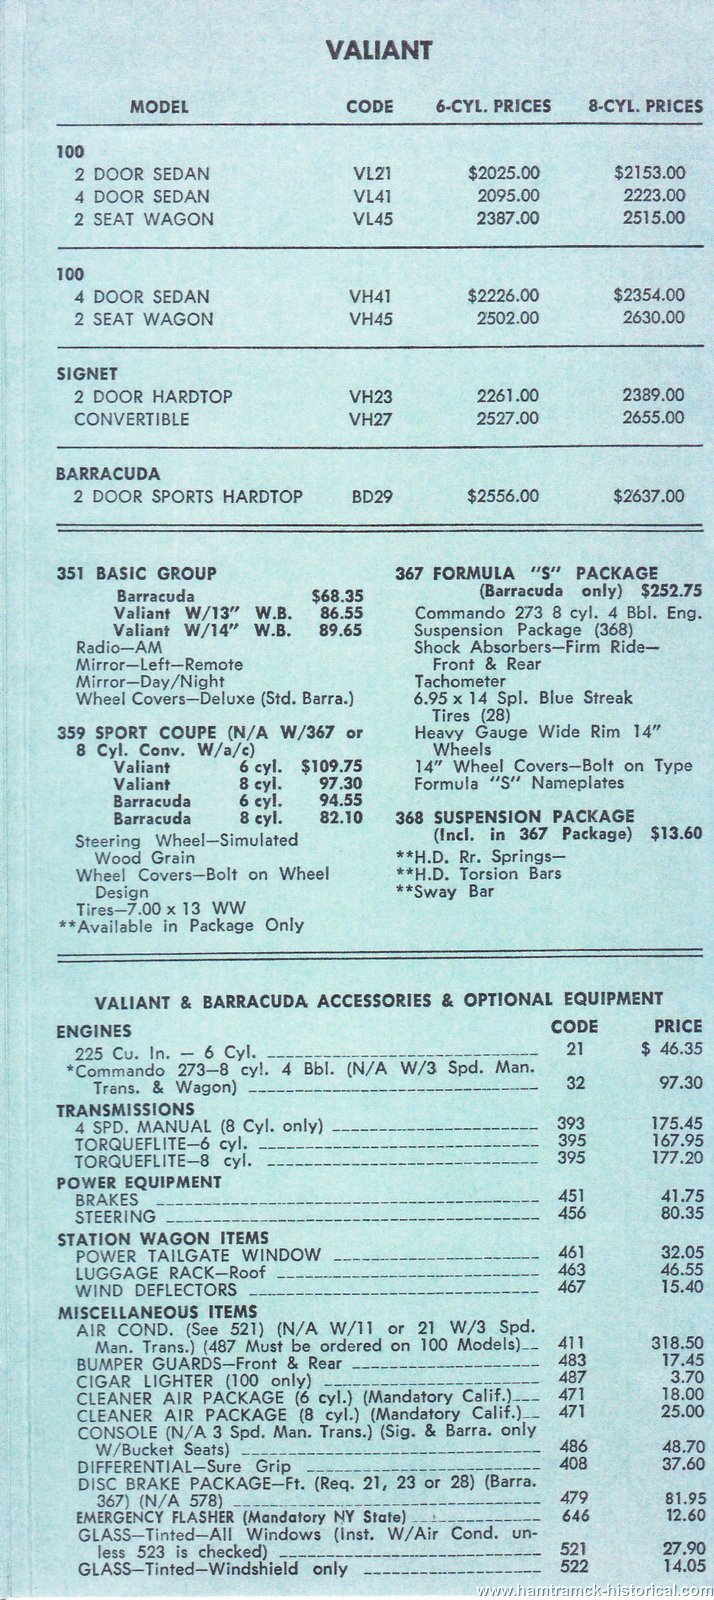 VALIANT
MODEL CODE 6-CYL. PRICES 8-CYL. PRICES
100
2 DOOR SEDAN VL21 $2025.00 $2153.00
4 DOOR SEDAN VL41 2095.00 2223.00
2 SEAT WAGON VL45 2387.00 2515.00
100
4 DOOR SEDAN VH41 $2226.00 $2354.00
2 SEAT WAGON VH45 2502.00 2630.00
SIGNET
2 DOOR HARDTOP VH23 2261.00 2389.00
CONVERTIBLE VH27 2527.00 2655.00
BARRACUDA
2 DOOR SPORTS HARDTOP BD29 $2556.00 $2637.00
351 BASIC GROUP
Barracuda $68.35
Valiant W/13" W.B. 86.55
Valiant W/14" W.B. 89.65
Radio—AM
Mirror—Left—Remote
Mirror—Day/Night
Wheel Covers—Deluxe (Std. Barra.)
359 SPORT COUPE (N/A W/367 or
8 Cyl. Conv. W/a/c)
Valiant 6 cyl. $109.75
Valiant 8 cyl. 97.30
Barracuda 6 cyl. 94.55
Barracuda 8 cyl. 82.10
Steering Wheel—Simulated
Wood Grain
Wheel Covers—Bolt on Wheel
Design
Tires—7.00 x 13 WW
**Available in Package Only
367 FORMULA "S" PACKAGE
(Barracuda only) $252.75
Commando 273 8 cyl. 4 Bbl. Eng.
Suspension Package (368)
Shock Absorbers—Firm Ride—
Front & Rear
Tachometer
6.95 x 14 Spl. Blue Streak
Tires (28)
Heavy Gauge Wide Rim 14"
Wheels
14" Wheel Covers—Bolt on Type
Formula "S" Nameplates
368 SUSPENSION PACKAGE
(Incl. in 367 Package) $13.60
**H.D. Rr. Springs—
**H.D. Torsion Bars
**Sway Bar
VALIANT & BARRACUDA ACCESSORIES & OPTIONAL EQUIPMENT
ENGINES CODE PRICE
225 Cu. In. — 6 Cyl. 21 $ 46.35
*Commando 273—8 cyl. 4 Bbl. (N/A W/3 Spd. Man.
Trans. & Wagon) 32 97.30
TRANSMISSIONS
4 SPD. MANUAL (8 Cyl. only) 393 175.45
TORQUEFLITE—6 cyl. 395 167.95
TORQUEFLITE—8 cyl. 395 177.20
POWER EQUIPMENT
BRAKES 451 41.75
STEERING 456 80.35
STATION WAGON ITEMS
POWER TAILGATE WINDOW 461 32.05
LUGGAGE RACK—Roof 463 46.55
WIND DEFLECTORS 467 15.40
MISCELLANEOUS ITEMS
AIR COND. (See 521) (N/A W/11 or 21 W/3 Spd.
Man. Trans.) (487 Must be ordered on 100 Models) 411 318.50
BUMPER GUARDS—Front & Rear 483 17.45
CIGAR LIGHTER (100 only) 487 3.70
CLEANER AIR PACKAGE (6 cyl.) (Mandatory Calif.) 471 18.00
CLEANER AIR PACKAGE (8 cyl.) (Mandatory Calif.) 471 25.00
CONSOLE (N/A 3 Spd. Man. Trans.) (Sig. & Barra. only
W/Bucket Seats) 486 48.70
DIFFERENTIAL—Sure Grip 408 37.60
DISC BRAKE PACKAGE—Ft. (Req. 21, 23 or 28) (Barra.
367) (N/A 578) 479 81.95
EMERGENCY FLASHER (Mandatory NY State) 646 12.60
GLASS—Tinted—All Windows (Inst. W/Air Cond. un-
less 523 is checked) 521 27.90
GLASS—Tinted—Windshield only 522 14.05
www.hamtramck-historical.com